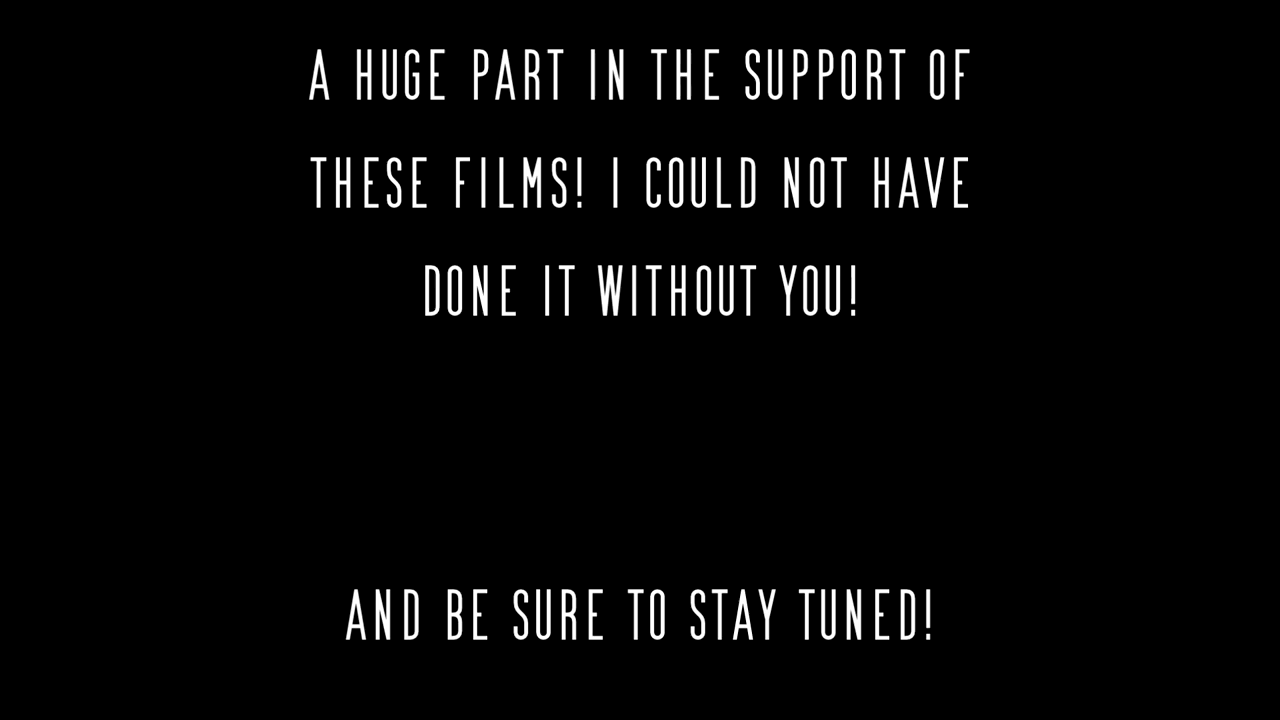 A HUGE PART IN THE SUPPORT OF
THESE FILMS! I COULD NOT HAVE
DONE IT WITHOUT YOU!
AND BE SURE TO STAY TUNED!